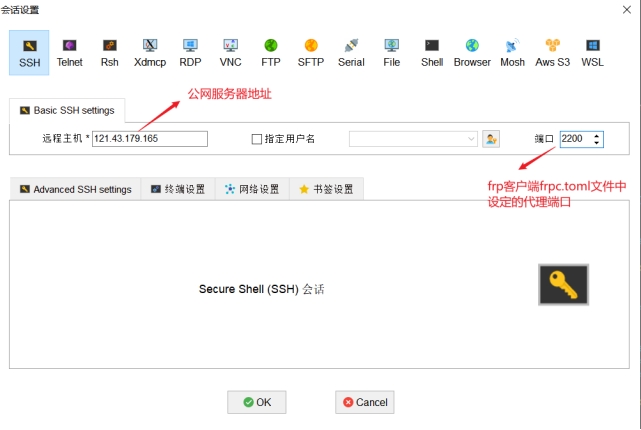 会话设置
SSH Telnet Rsh Xdmcp RDP VNC FTP SFTP Serial File Shell Browser Mosh Aws S3 WSL
公网服务器地址
Basic SSH settings
远程主机 * 121.43.179.165 指定用户名 端口 2200
frp客户端frpc.toml文件中
设定的代理端口
Advanced SSH settings 终端设置 网络设置 书签设置
Secure Shell (SSH) 会话
OK Cancel